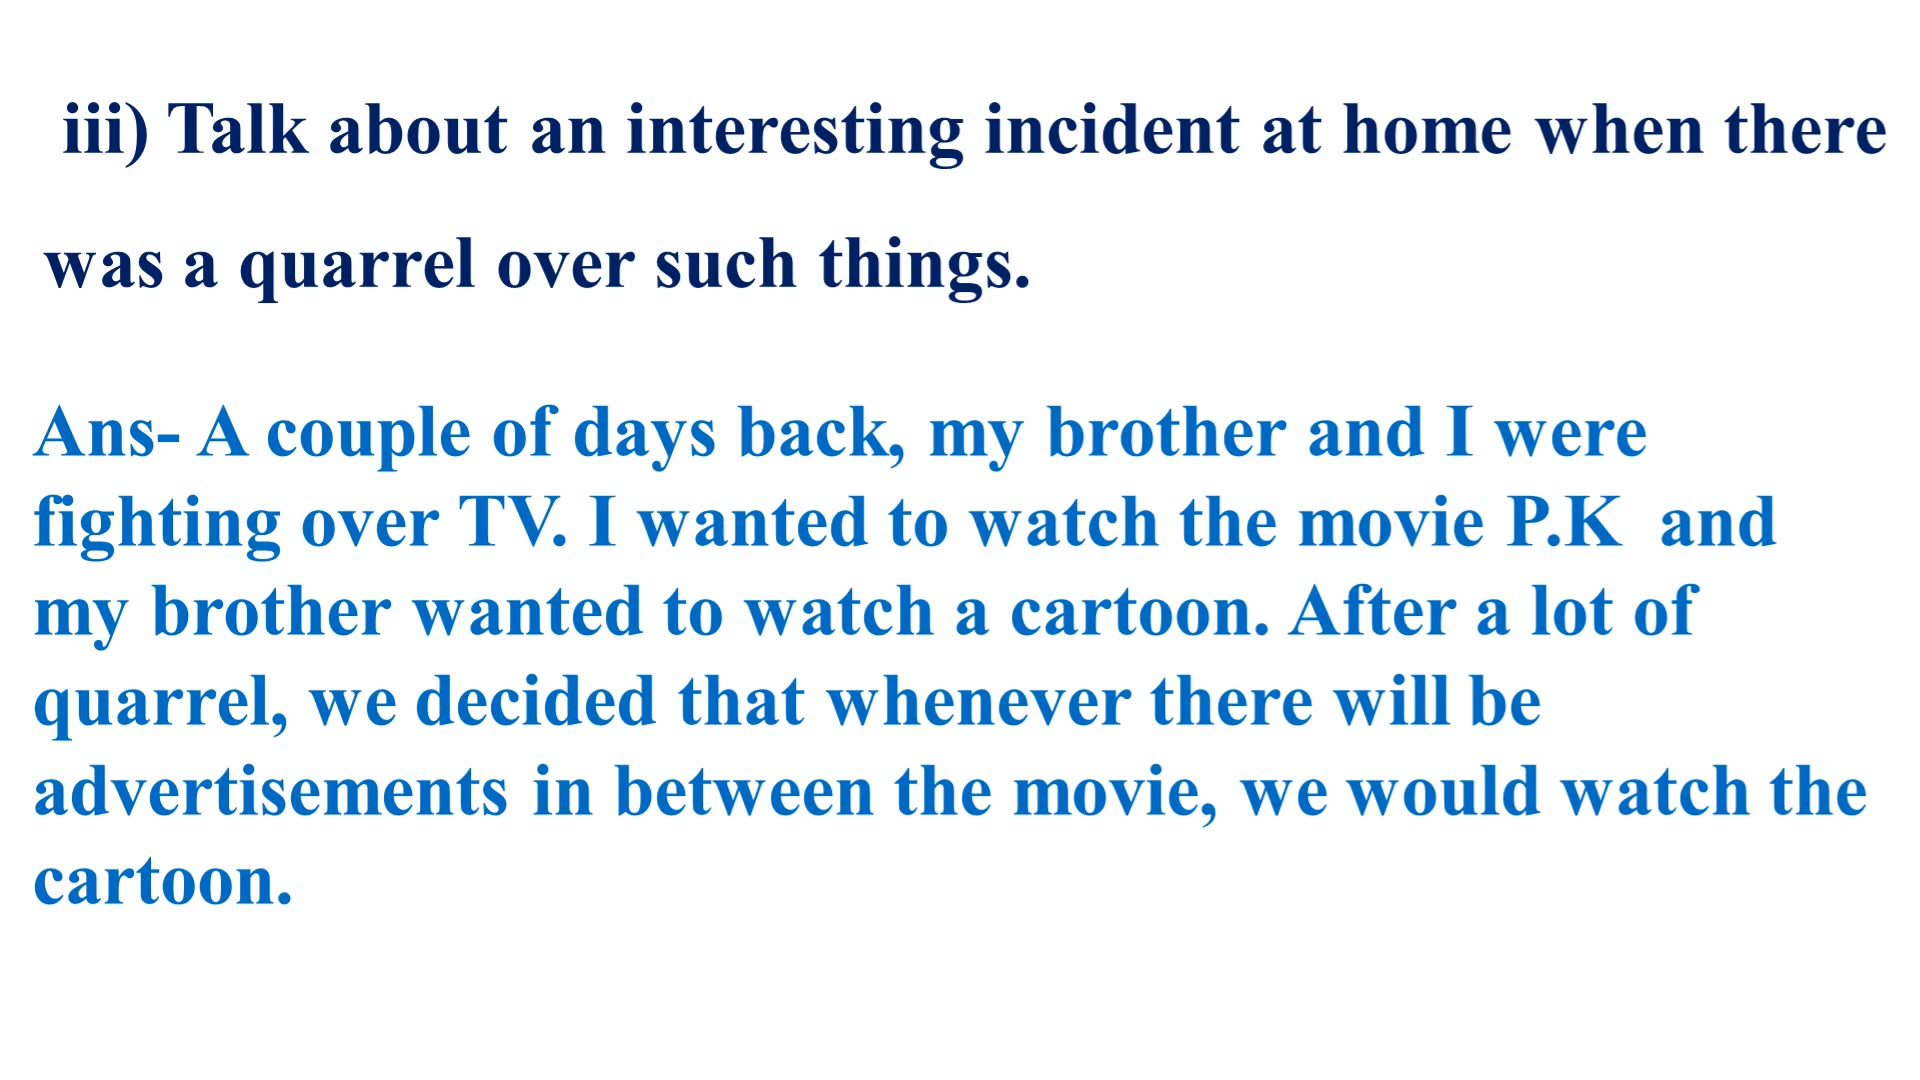 iii) Talk about an interesting incident at home when there
was a quarrel over such things.
Ans- A couple of days back, my brother and I were
fighting over TV. I wanted to watch the movie P.K  and
my brother wanted to watch a cartoon. After a lot of
quarrel, we decided that whenever there will be
advertisements in between the movie, we would watch the
cartoon.